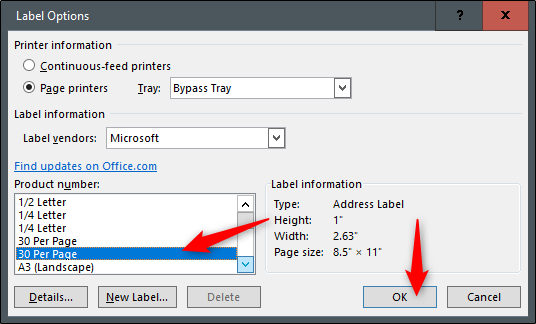 Label Options
?
X
Printer information
Continuous-feed printers
Page printers Tray: Bypass Tray
Label information
Label vendors: Microsoft
Find updates on Office.com
Product number:
1/2 Letter
1/4 Letter
1/4 Letter
30 Per Page
30 Per Page
A3 (Landscape)
Label information
Type: Address Label
Height: 1"
Width: 2.63"
Page size: 8.5" × 11"
Details... New Label... Delete OK Cancel